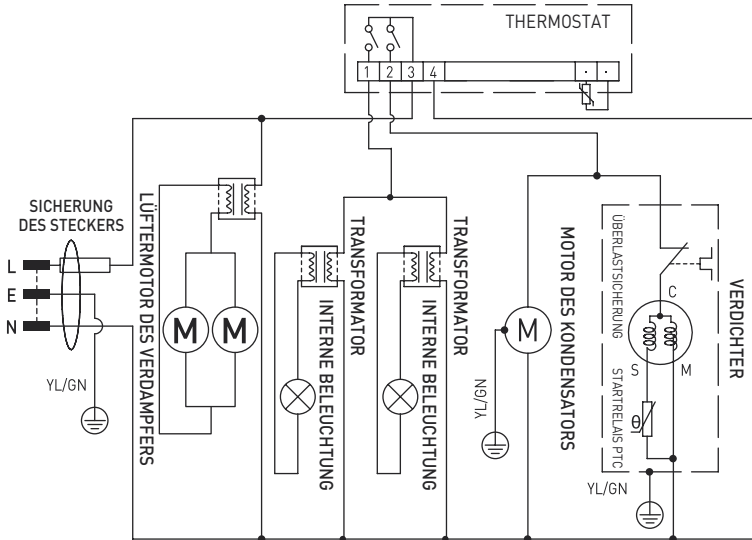 THERMOSTAT
1 2 3 4 · ·
SICHERUNG
DES STECKERS
L
E
N
YL/GN
LÜFTERMOTOR DES VERDAMPFERS
M M
TRANSFORMATOR
INTERNE BELEUCHTUNG
TRANSFORMATOR
INTERNE BELEUCHTUNG
M
YL/GN
MOTOR DES KONDENSATORS
ÜBERLASTSICHERUNG
C
S M
STARTRELAIS PTC
θ
VERDICHTER
YL/GN